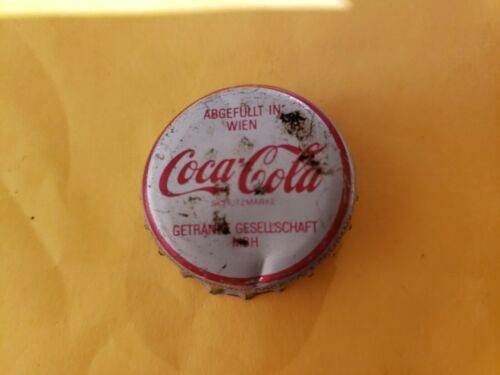 ABGEFÜLLT IN
WIEN
Coca-Cola
SCHUTZMARKE
GETRÄNKE GESELLSCHAFT
MBH